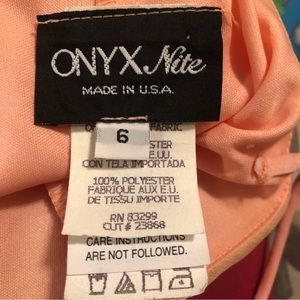 ONYX Nite
MADE IN U.S.A.
6
FABRIC
CON TELA IMPORTADA
100% POLYESTER
FABRIQUE AUX E.U.
DE TISSU IMPORTE
RN 83299
CUT# 23868
CARE INSTRUCTIONS
ARE NOT FOLLOWED.